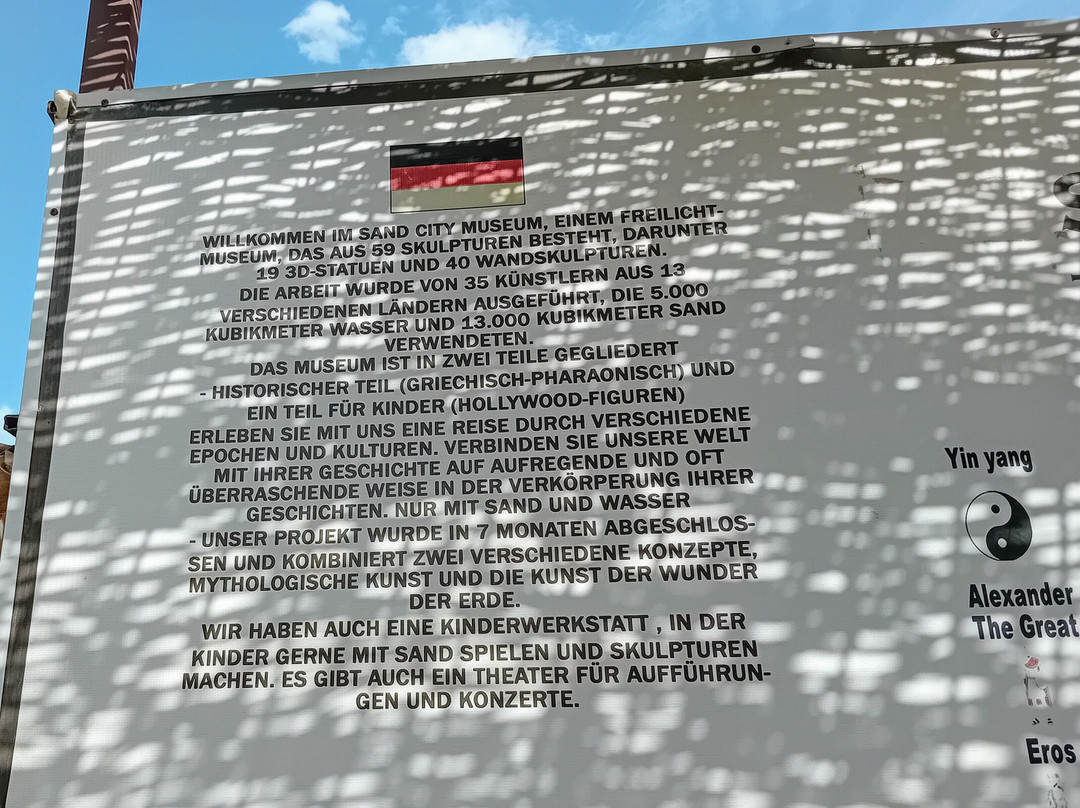 WILLKOMMEN IM SAND CITY MUSEUM, EINEM FREILICHT-
MUSEUM, DAS AUS 59 SKULPTUREN BESTEHT, DARUNTER
19 3D-STATUEN UND 40 WANDSKULPTUREN.
DIE ARBEIT WURDE VON 35 KÜNSTLERN AUS 13
VERSCHIEDENEN LÄNDERN AUSGEFÜHRT, DIE 5.000
KUBIKMETER WASSER UND 13.000 KUBIKMETER SAND
VERWENDETEN.
DAS MUSEUM IST IN ZWEI TEILE GEGLIEDERT
- HISTORISCHER TEIL (GRIECHISCH-PHARAONISCH) UND
EIN TEIL FÜR KINDER (HOLLYWOOD-FIGUREN)
ERLEBEN SIE MIT UNS EINE REISE DURCH VERSCHIEDENE
EPOCHEN UND KULTUREN. VERBINDEN SIE UNSERE WELT
MIT IHRER GESCHICHTE AUF AUFREGENDE UND OFT
ÜBERRASCHENDE WEISE IN DER VERKÖRPERUNG IHRER
GESCHICHTEN. NUR MIT SAND UND WASSER
- UNSER PROJEKT WURDE IN 7 MONATEN ABGESCHLOS-
SEN UND KOMBINIERT ZWEI VERSCHIEDENE KONZEPTE,
MYTHOLOGISCHE KUNST UND DIE KUNST DER WUNDER
DER ERDE.
WIR HABEN AUCH EINE KINDERWERKSTATT , IN DER
KINDER GERNE MIT SAND SPIELEN UND SKULPTUREN
MACHEN. ES GIBT AUCH EIN THEATER FÜR AUFFÜHRUN-
GEN UND KONZERTE.
Yin yang
Alexander
The Great
Eros